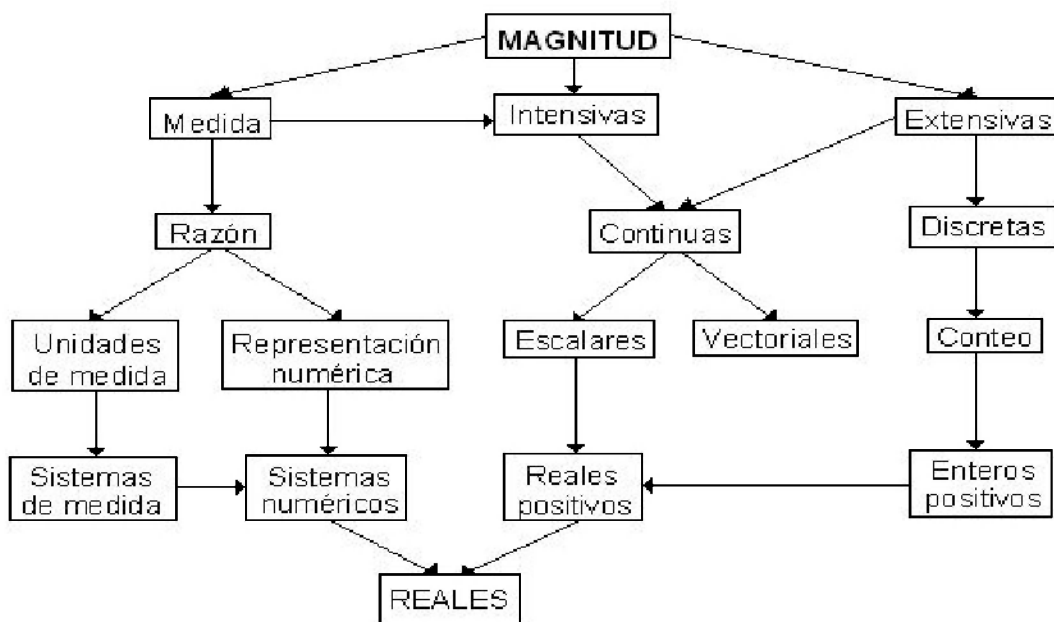 MAGNITUD
Medida
Intensivas
Extensivas
Razón
Continuas
Discretas
Unidades
de medida
Representación
numérica
Escalares
Vectoriales
Conteo
Sistemas
de medida
Sistemas
numéricos
Reales
positivos
Enteros
positivos
REALES